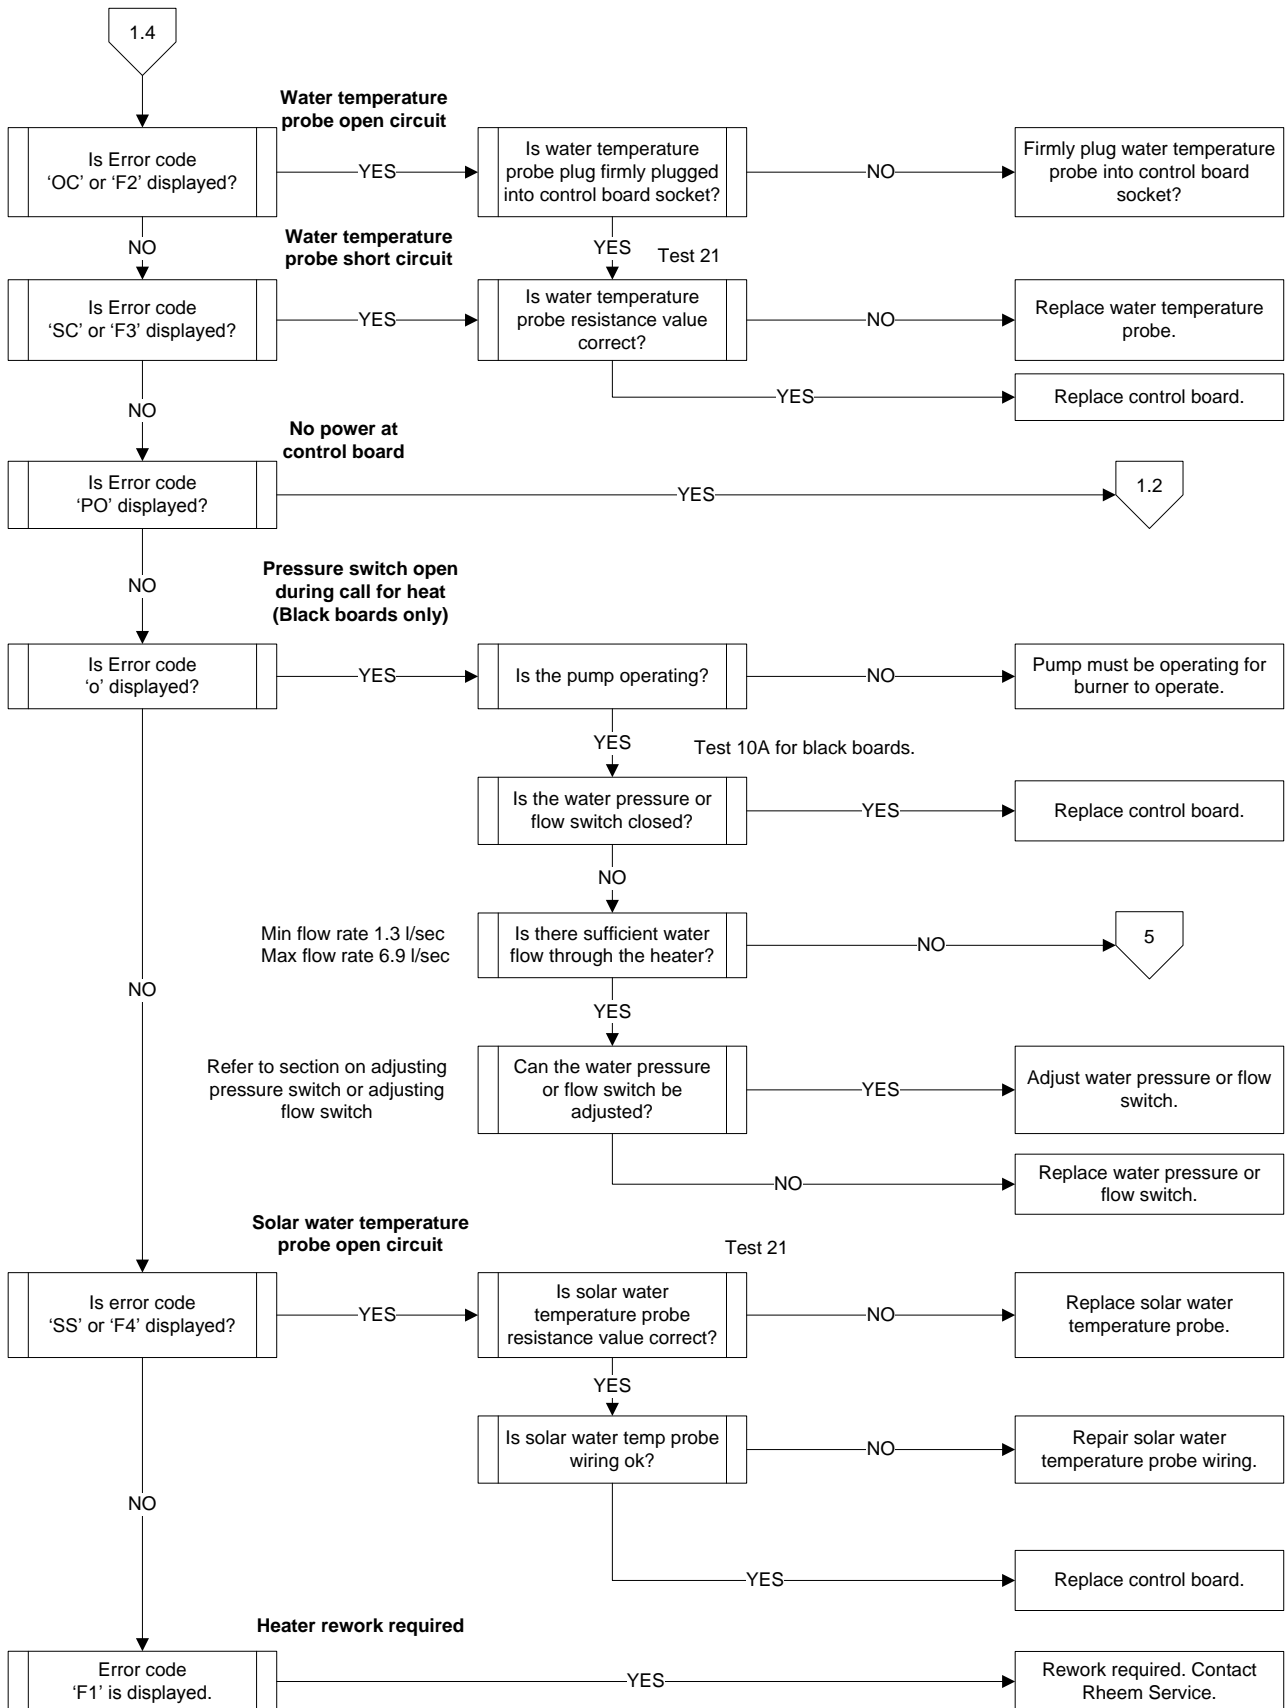 1.4
Water temperature
probe open circuit
Is Error code
‘OC’ or ‘F2’ displayed?
YES
Is water temperature
probe plug firmly plugged
into control board socket?
NO
Firmly plug water temperature
probe into control board
socket?
NO
Water temperature
probe short circuit
YES
Test 21
Is Error code
‘SC’ or ‘F3’ displayed?
YES
Is water temperature
probe resistance value
correct?
NO
Replace water temperature
probe.
YES
Replace control board.
NO
No power at
control board
Is Error code
‘PO’ displayed?
YES
1.2
NO
Pressure switch open
during call for heat
(Black boards only)
Is Error code
‘o’ displayed?
YES
Is the pump operating?
NO
Pump must be operating for
burner to operate.
YES
Test 10A for black boards.
Is the water pressure or
flow switch closed?
YES
Replace control board.
NO
Min flow rate 1.3 l/sec
Max flow rate 6.9 l/sec
Is there sufficient water
flow through the heater?
NO
5
NO
YES
Refer to section on adjusting
pressure switch or adjusting
flow switch
Can the water pressure
or flow switch be
adjusted?
YES
Adjust water pressure or flow
switch.
NO
Replace water pressure or
flow switch.
Solar water temperature
probe open circuit
Test 21
Is error code
‘SS’ or ‘F4’ displayed?
YES
Is solar water
temperature probe
resistance value correct?
NO
Replace solar water
temperature probe.
YES
Is solar water temp probe
wiring ok?
NO
Repair solar water
temperature probe wiring.
NO
YES
Replace control board.
Heater rework required
Error code
‘F1’ is displayed.
YES
Rework required. Contact
Rheem Service.